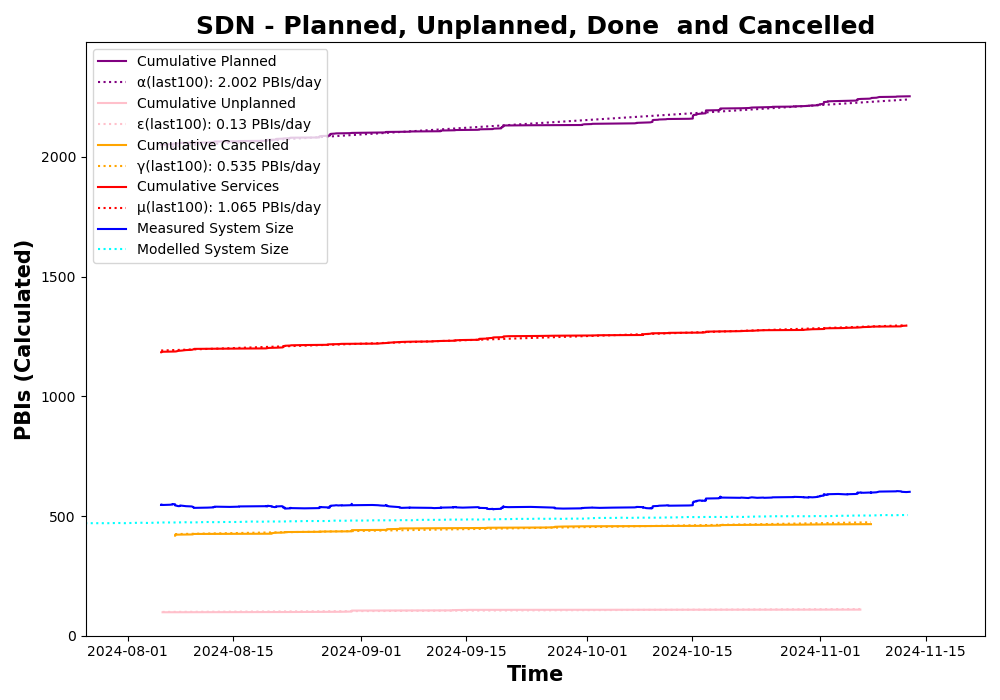 SDN - Planned, Unplanned, Done  and Cancelled
Cumulative Planned
α(last100): 2.002 PBIs/day
Cumulative Unplanned
ε(last100): 0.13 PBIs/day
Cumulative Cancelled
γ(last100): 0.535 PBIs/day
Cumulative Services
μ(last100): 1.065 PBIs/day
Measured System Size
Modelled System Size
PBIs (Calculated)
2000
1500
1000
500
0
2024-08-01
2024-08-15
2024-09-01
2024-09-15
2024-10-01
2024-10-15
2024-11-01
2024-11-15
Time